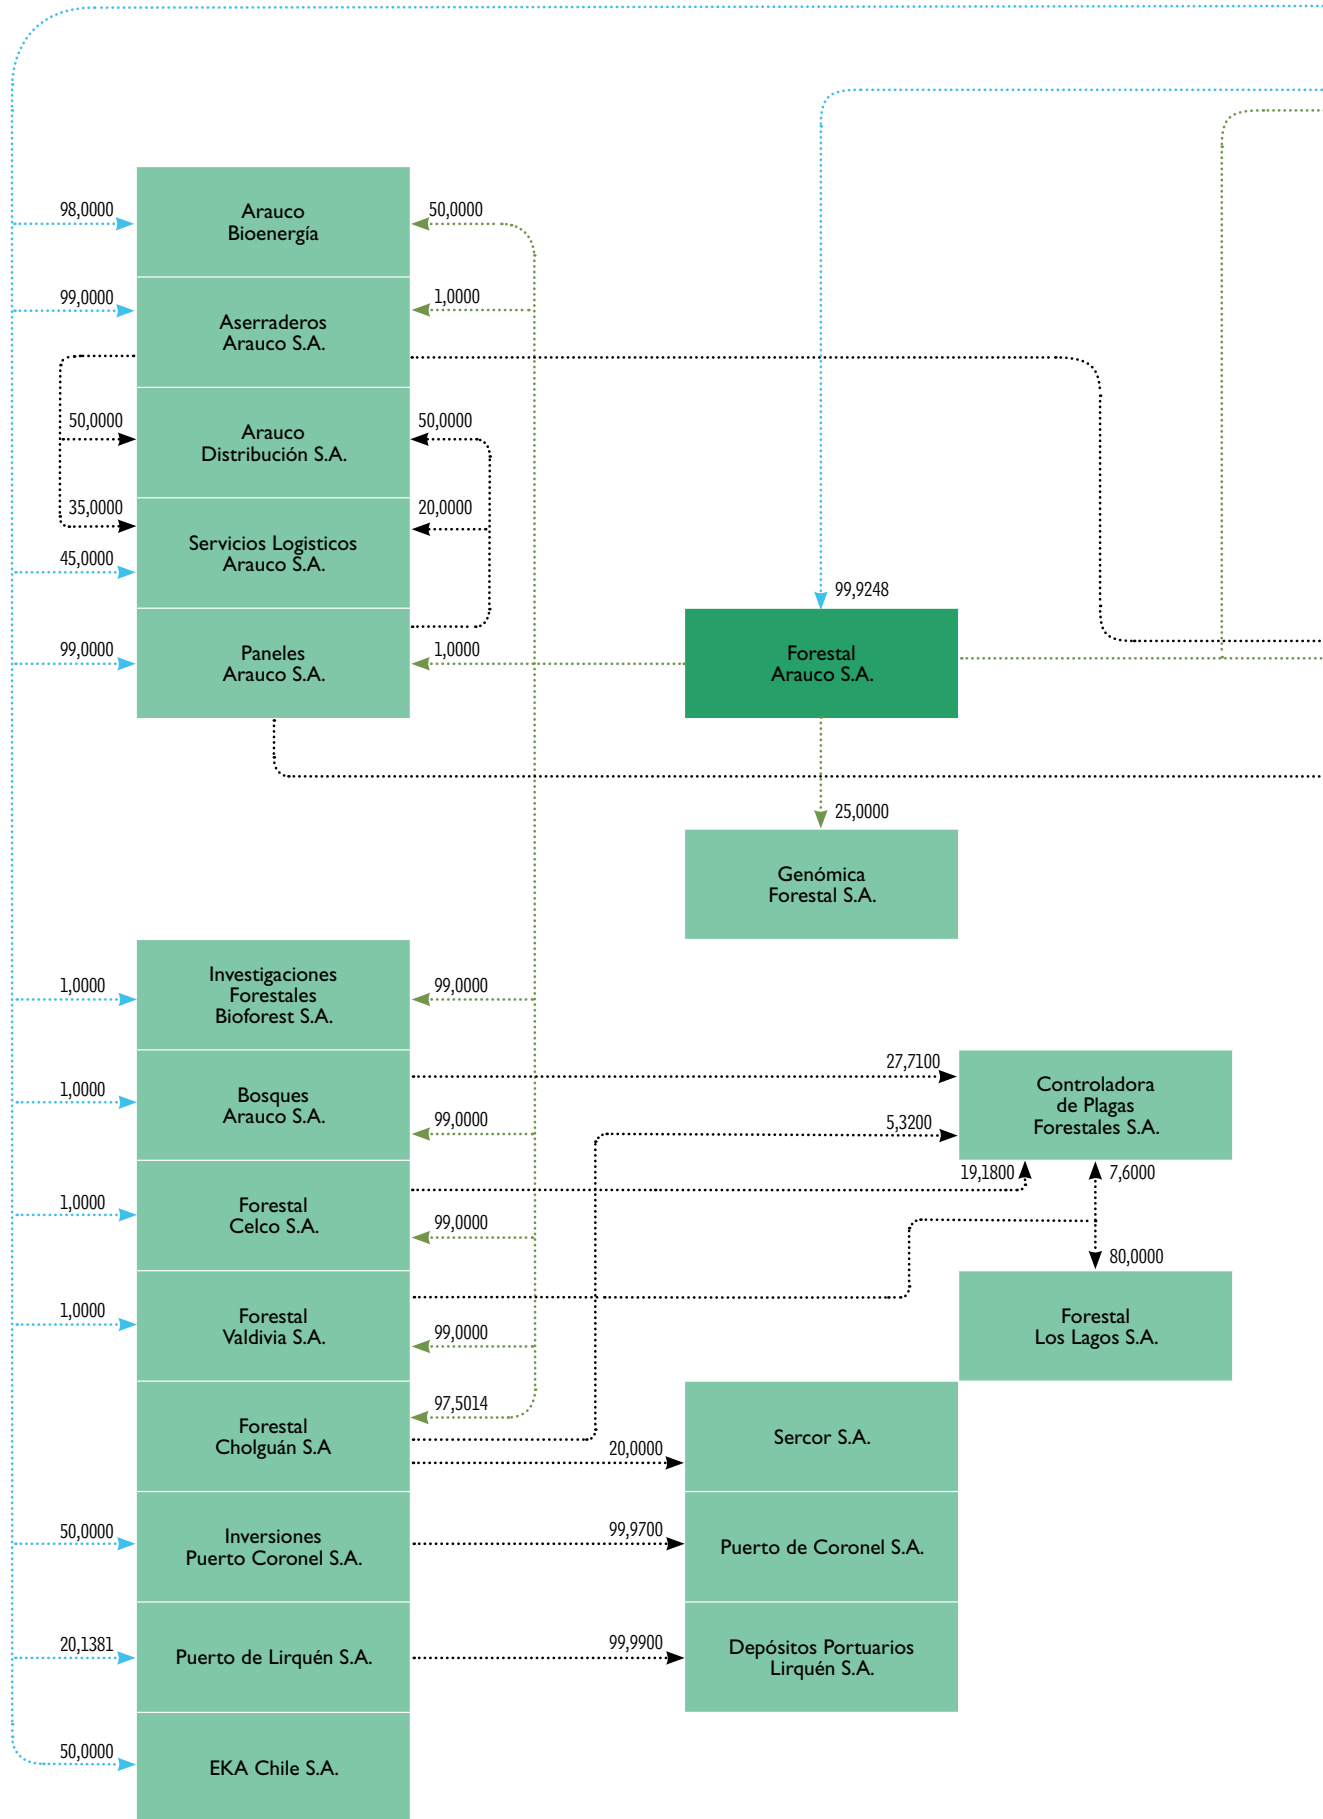 98,0000
Arauco
Bioenergía
50,0000
99,0000
Aserraderos
Arauco S.A.
1,0000
50,0000
Arauco
Distribución S.A.
50,0000
35,0000
20,0000
Servicios Logisticos
Arauco S.A.
45,0000
99,9248
99,0000
Paneles
Arauco S.A.
1,0000
Forestal
Arauco S.A.
25,0000
Genómica
Forestal S.A.
1,0000
Investigaciones
Forestales
Bioforest S.A.
99,0000
1,0000
Bosques
Arauco S.A.
99,0000
27,7100
5,3200
Controladora
de Plagas
Forestales S.A.
19,1800
7,6000
1,0000
Forestal
Celco S.A.
99,0000
80,0000
1,0000
Forestal
Valdivia S.A.
99,0000
Forestal
Los Lagos S.A.
97,5014
Forestal
Cholguán S.A
20,0000
Sercor S.A.
50,0000
Inversiones
Puerto Coronel S.A.
99,9700
Puerto de Coronel S.A.
20,1381
Puerto de Lirquén S.A.
99,9900
Depósitos Portuarios
Lirquén S.A.
50,0000
EKA Chile S.A.